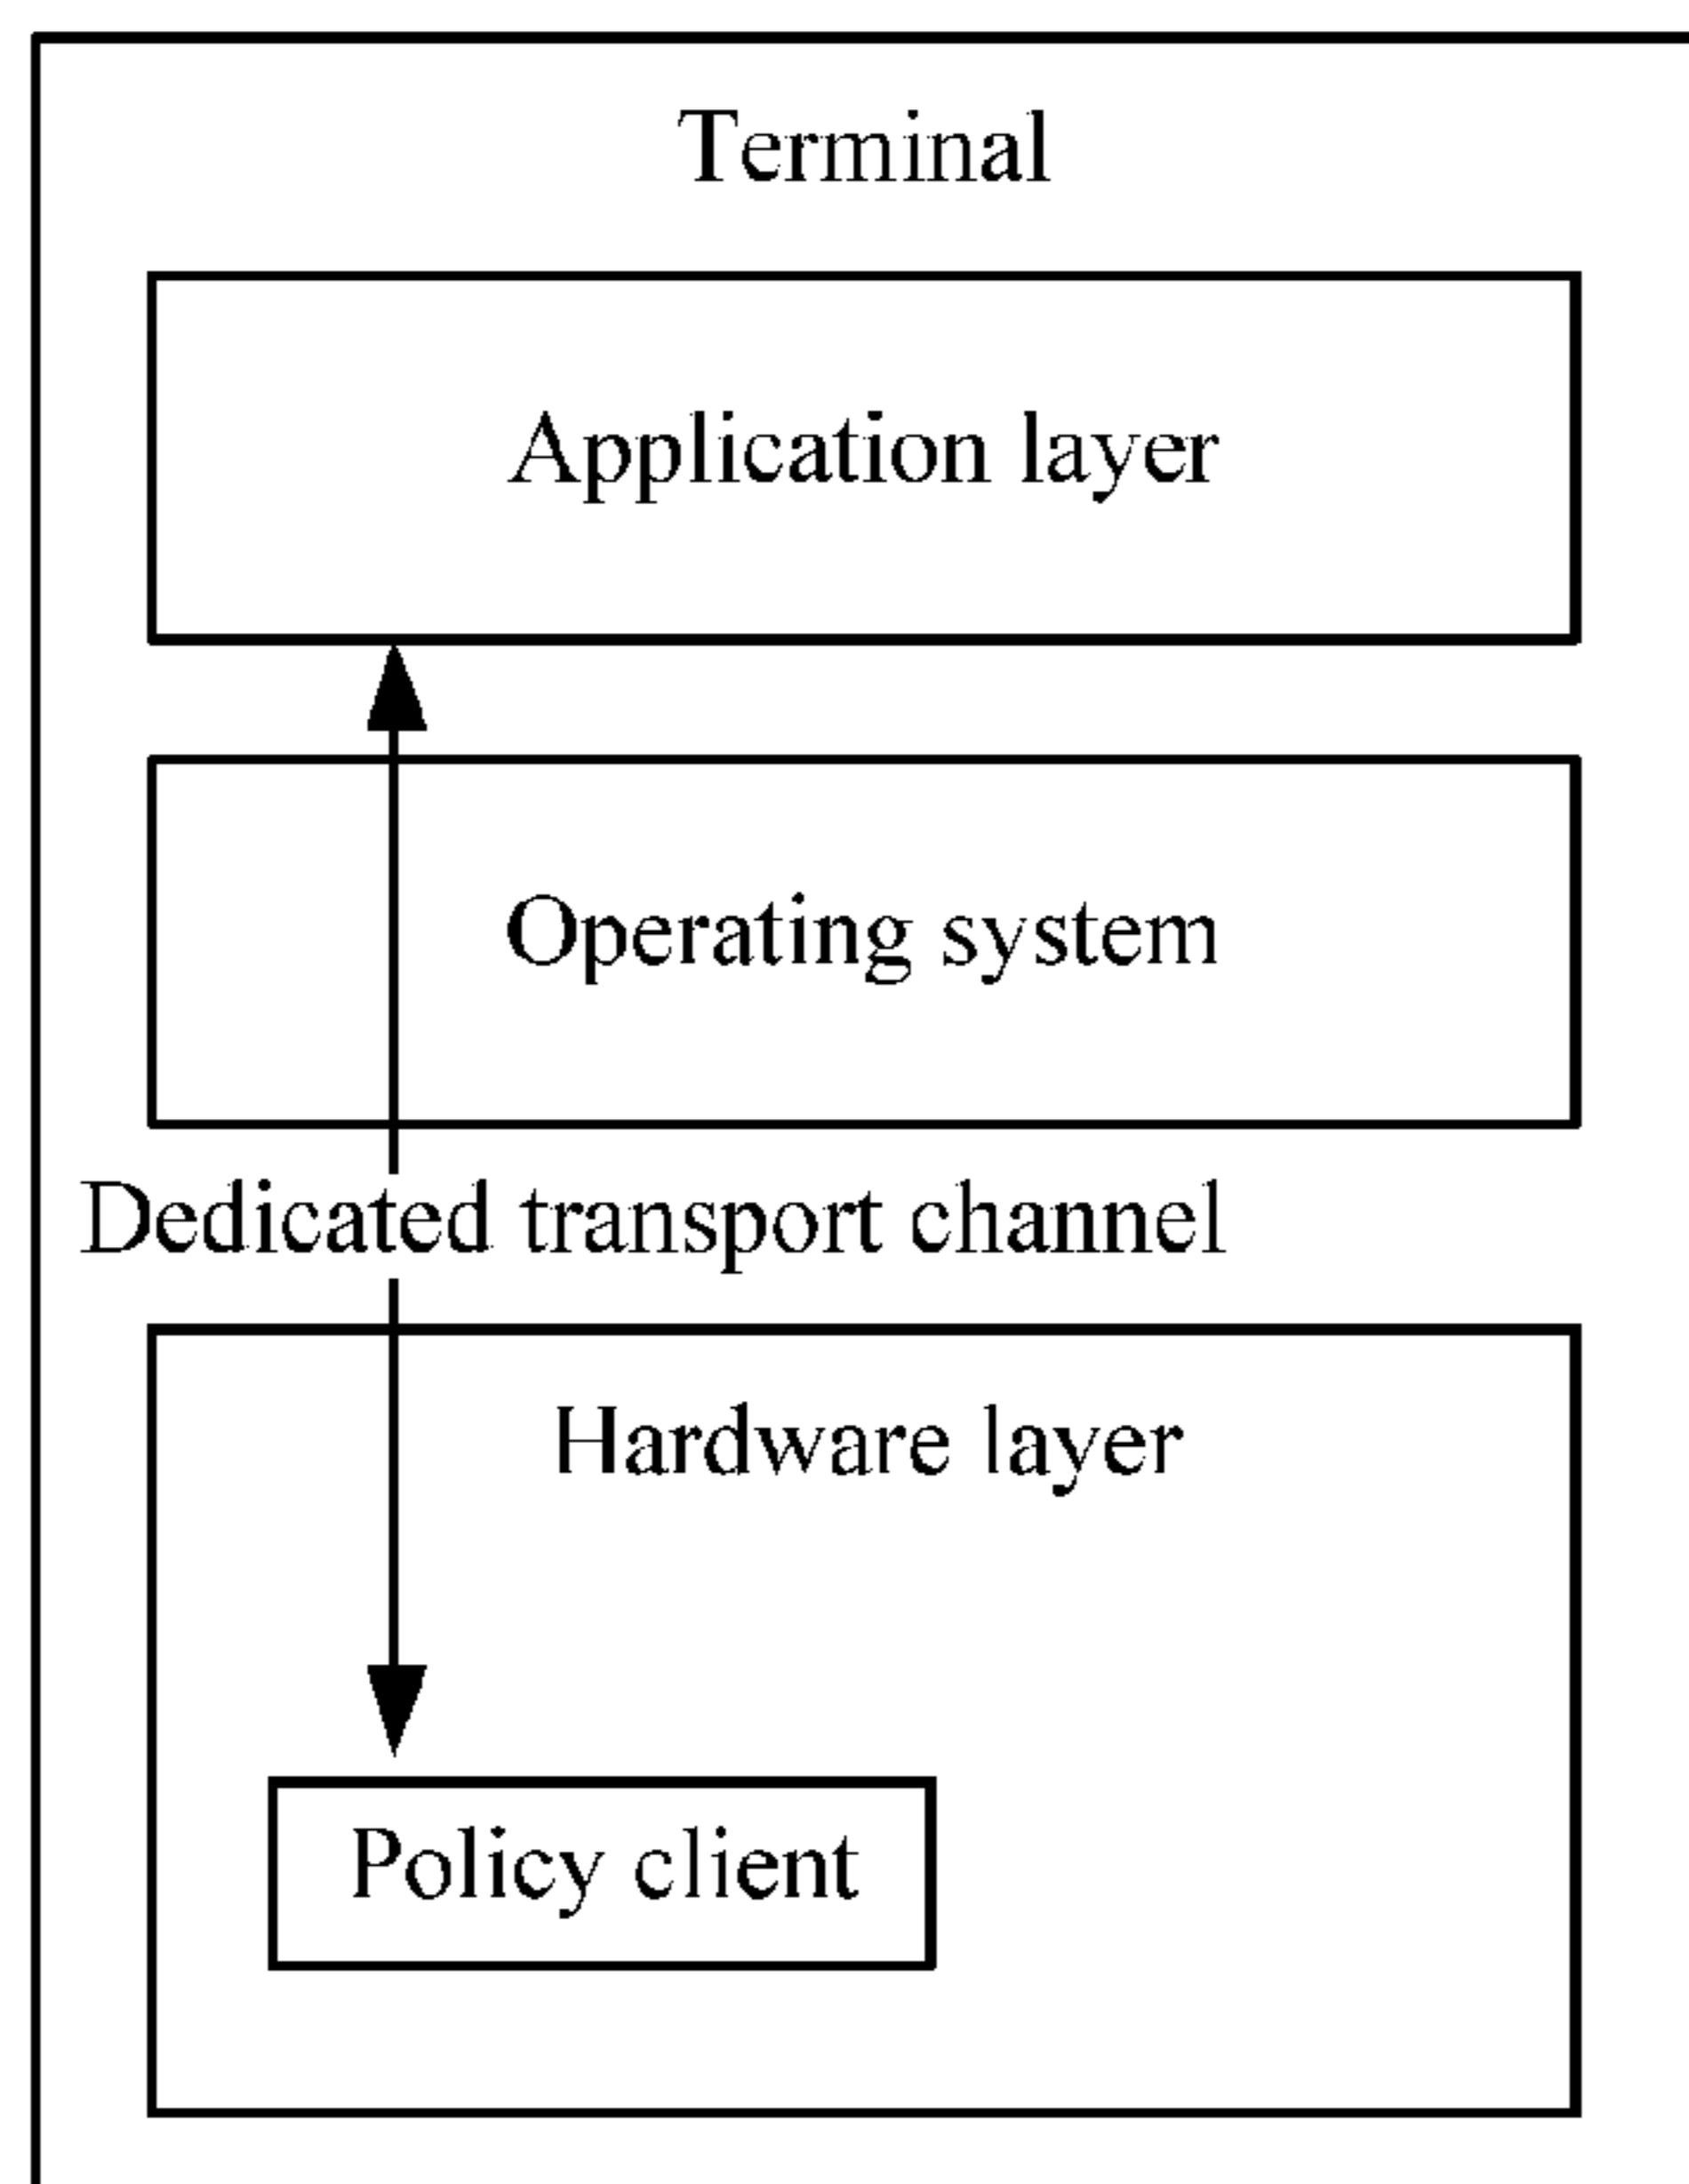 Terminal
Application layer
Operating system
Dedicated transport channel
Hardware layer
Policy client